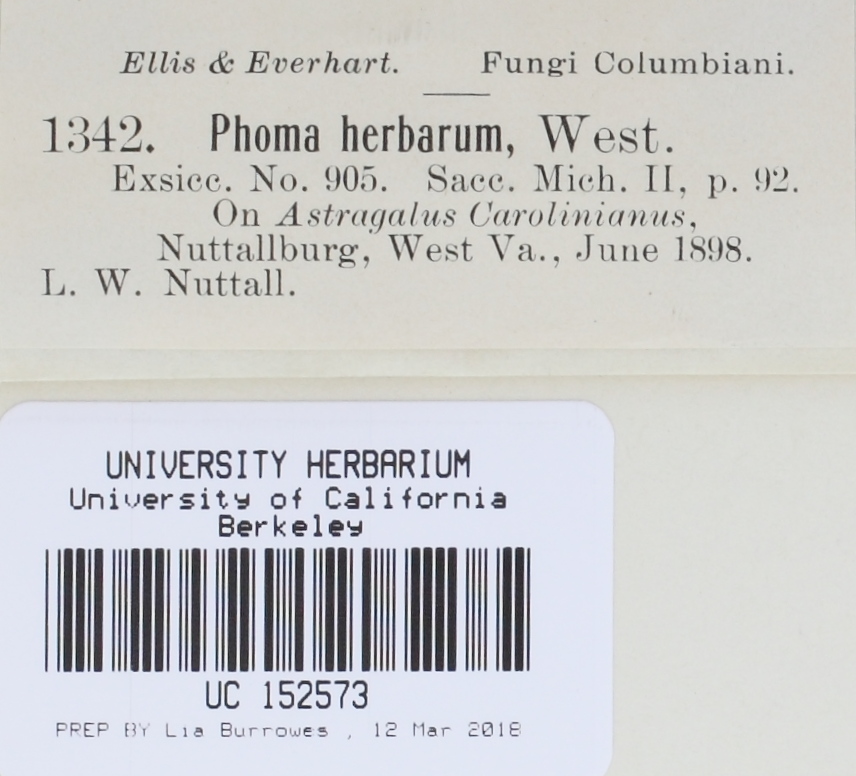 Ellis & Everhart. Fungi Columbiani.
1342. Phoma herbarum, West.
Exsicc. No. 905. Sacc. Mich. II, p. 92.
On Astragalus Carolinianus,
Nuttallburg, West Va., June 1898.
L. W. Nuttall.
UNIVERSITY HERBARIUM
University of California
Berkeley
UC 152573
PREP BY Lia Burrowes , 12 Mar 2018